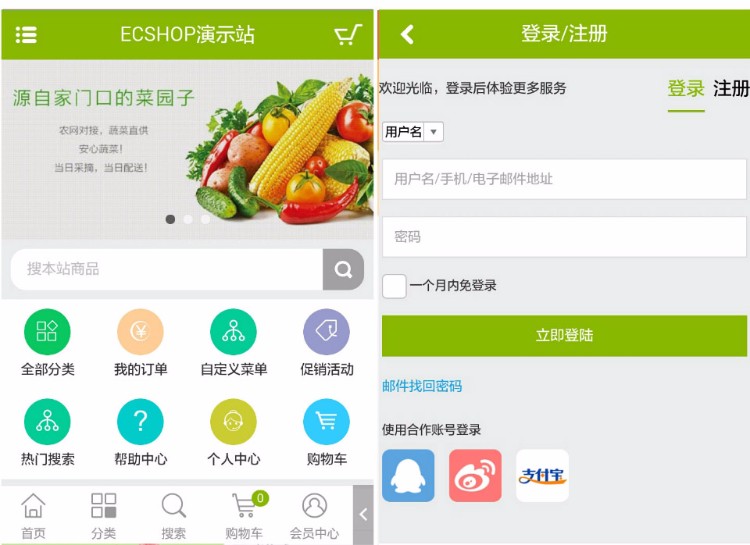 ECSHOP演示站
源自家门口的菜园子
农网对接，蔬菜直供
安心蔬菜！
当日采摘，当日配送！
搜本站商品
全部分类 我的订单 自定义菜单 促销活动
热门搜索 帮助中心 个人中心 购物车
0
首页 分类 搜索 购物车 会员中心
登录/注册
欢迎光临，登录后体验更多服务 登录 注册
用户名
用户名/手机/电子邮件地址
密码
一个月内免登录
立即登陆
邮件找回密码
使用合作账号登录
支付宝